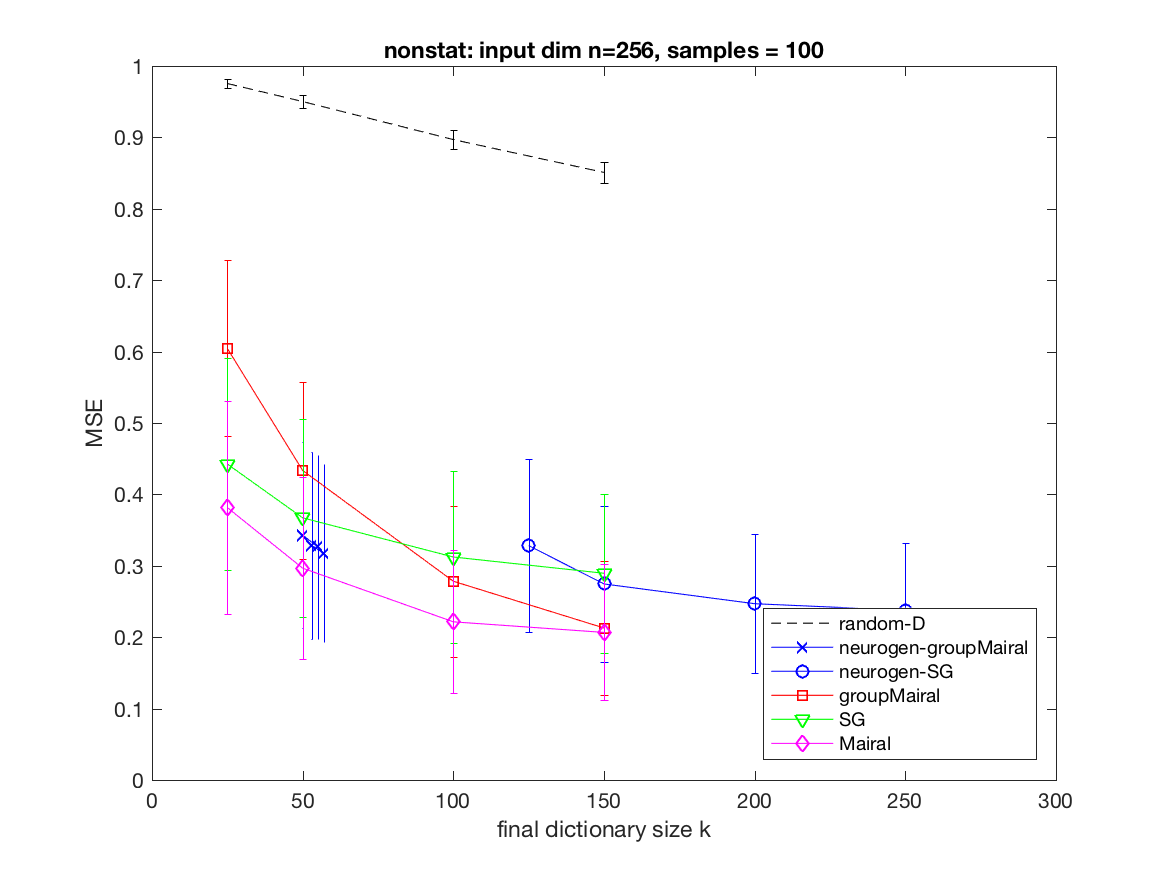 nonstat: input dim n=256, samples = 100
1
0.9
0.8
0.7
0.6
0.5
0.4
0.3
0.2
0.1
0
MSE
random-D
neurogen-groupMairal
neurogen-SG
groupMairal
SG
Mairal
0 50 100 150 200 250 300
final dictionary size k